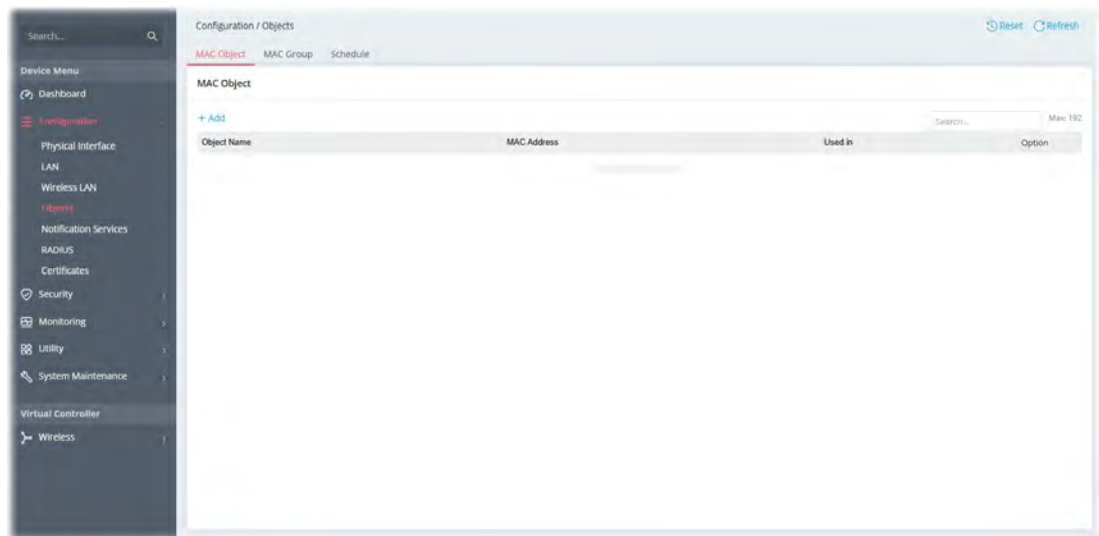 Search...
Device Menu
Dashboard
Configuration
Physical Interface
LAN
Wireless LAN
Objects
Notification Services
RADIUS
Certificates
Security
Monitoring
Utility
System Maintenance
Virtual Controller
Wireless
Configuration / Objects
Reset Refresh
MAC Object MAC Group Schedule
MAC Object
+ Add Search... Max: 192
Object Name MAC Address Used in Option